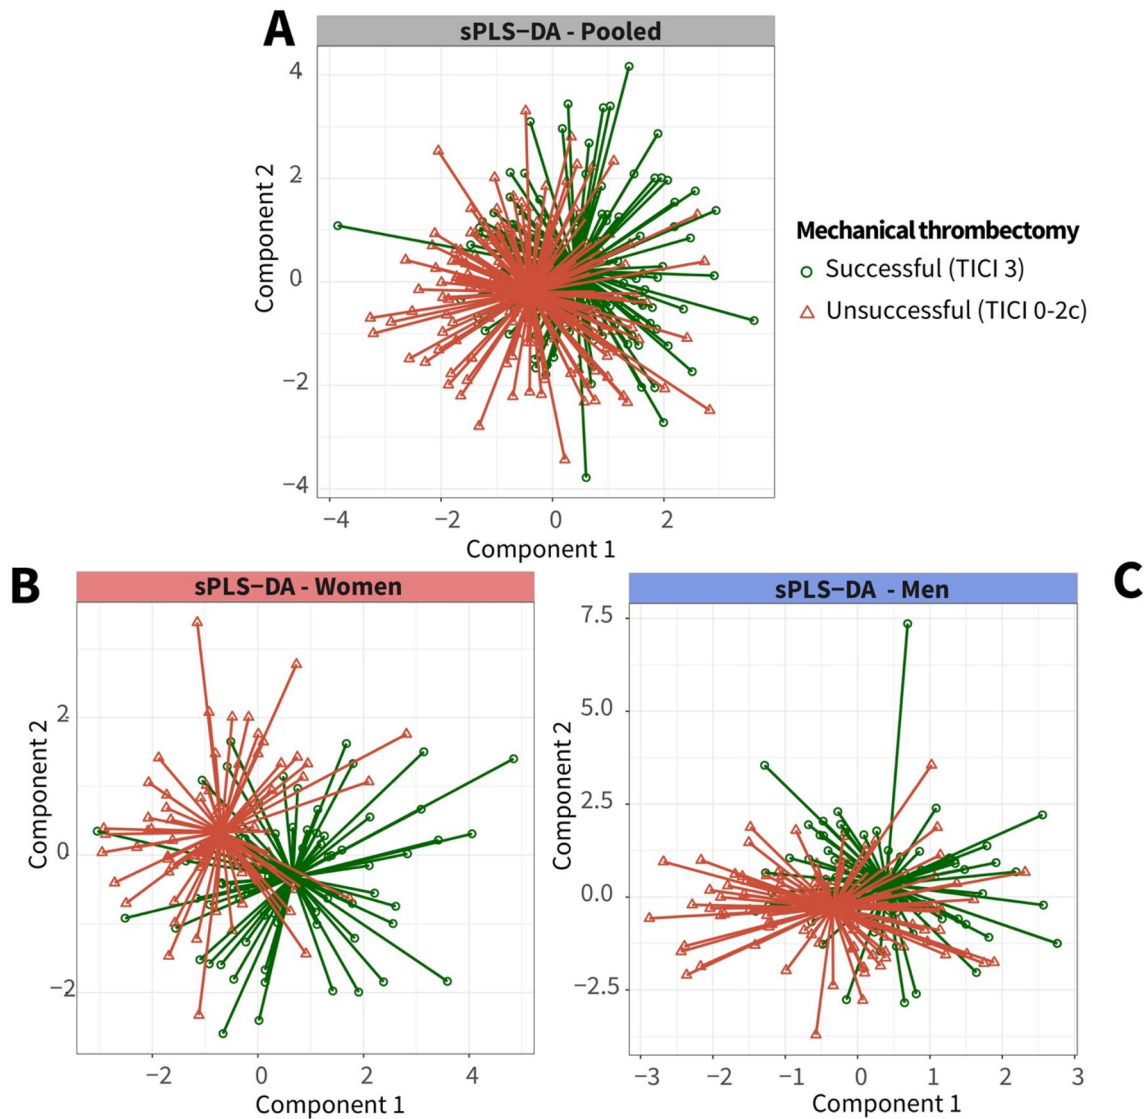 A
sPLS−DA - Pooled
Component 2
4
2
0
−2
−4
−4
−2
0
2
Component 1
Mechanical thrombectomy
Successful (TICI 3)
Unsuccessful (TICI 0-2c)
B
sPLS−DA - Women
Component 2
2
0
−2
−2
0
2
4
Component 1
C
sPLS−DA - Men
Component 2
7.5
5.0
2.5
0.0
−2.5
−3
−2
−1
0
1
2
3
Component 1